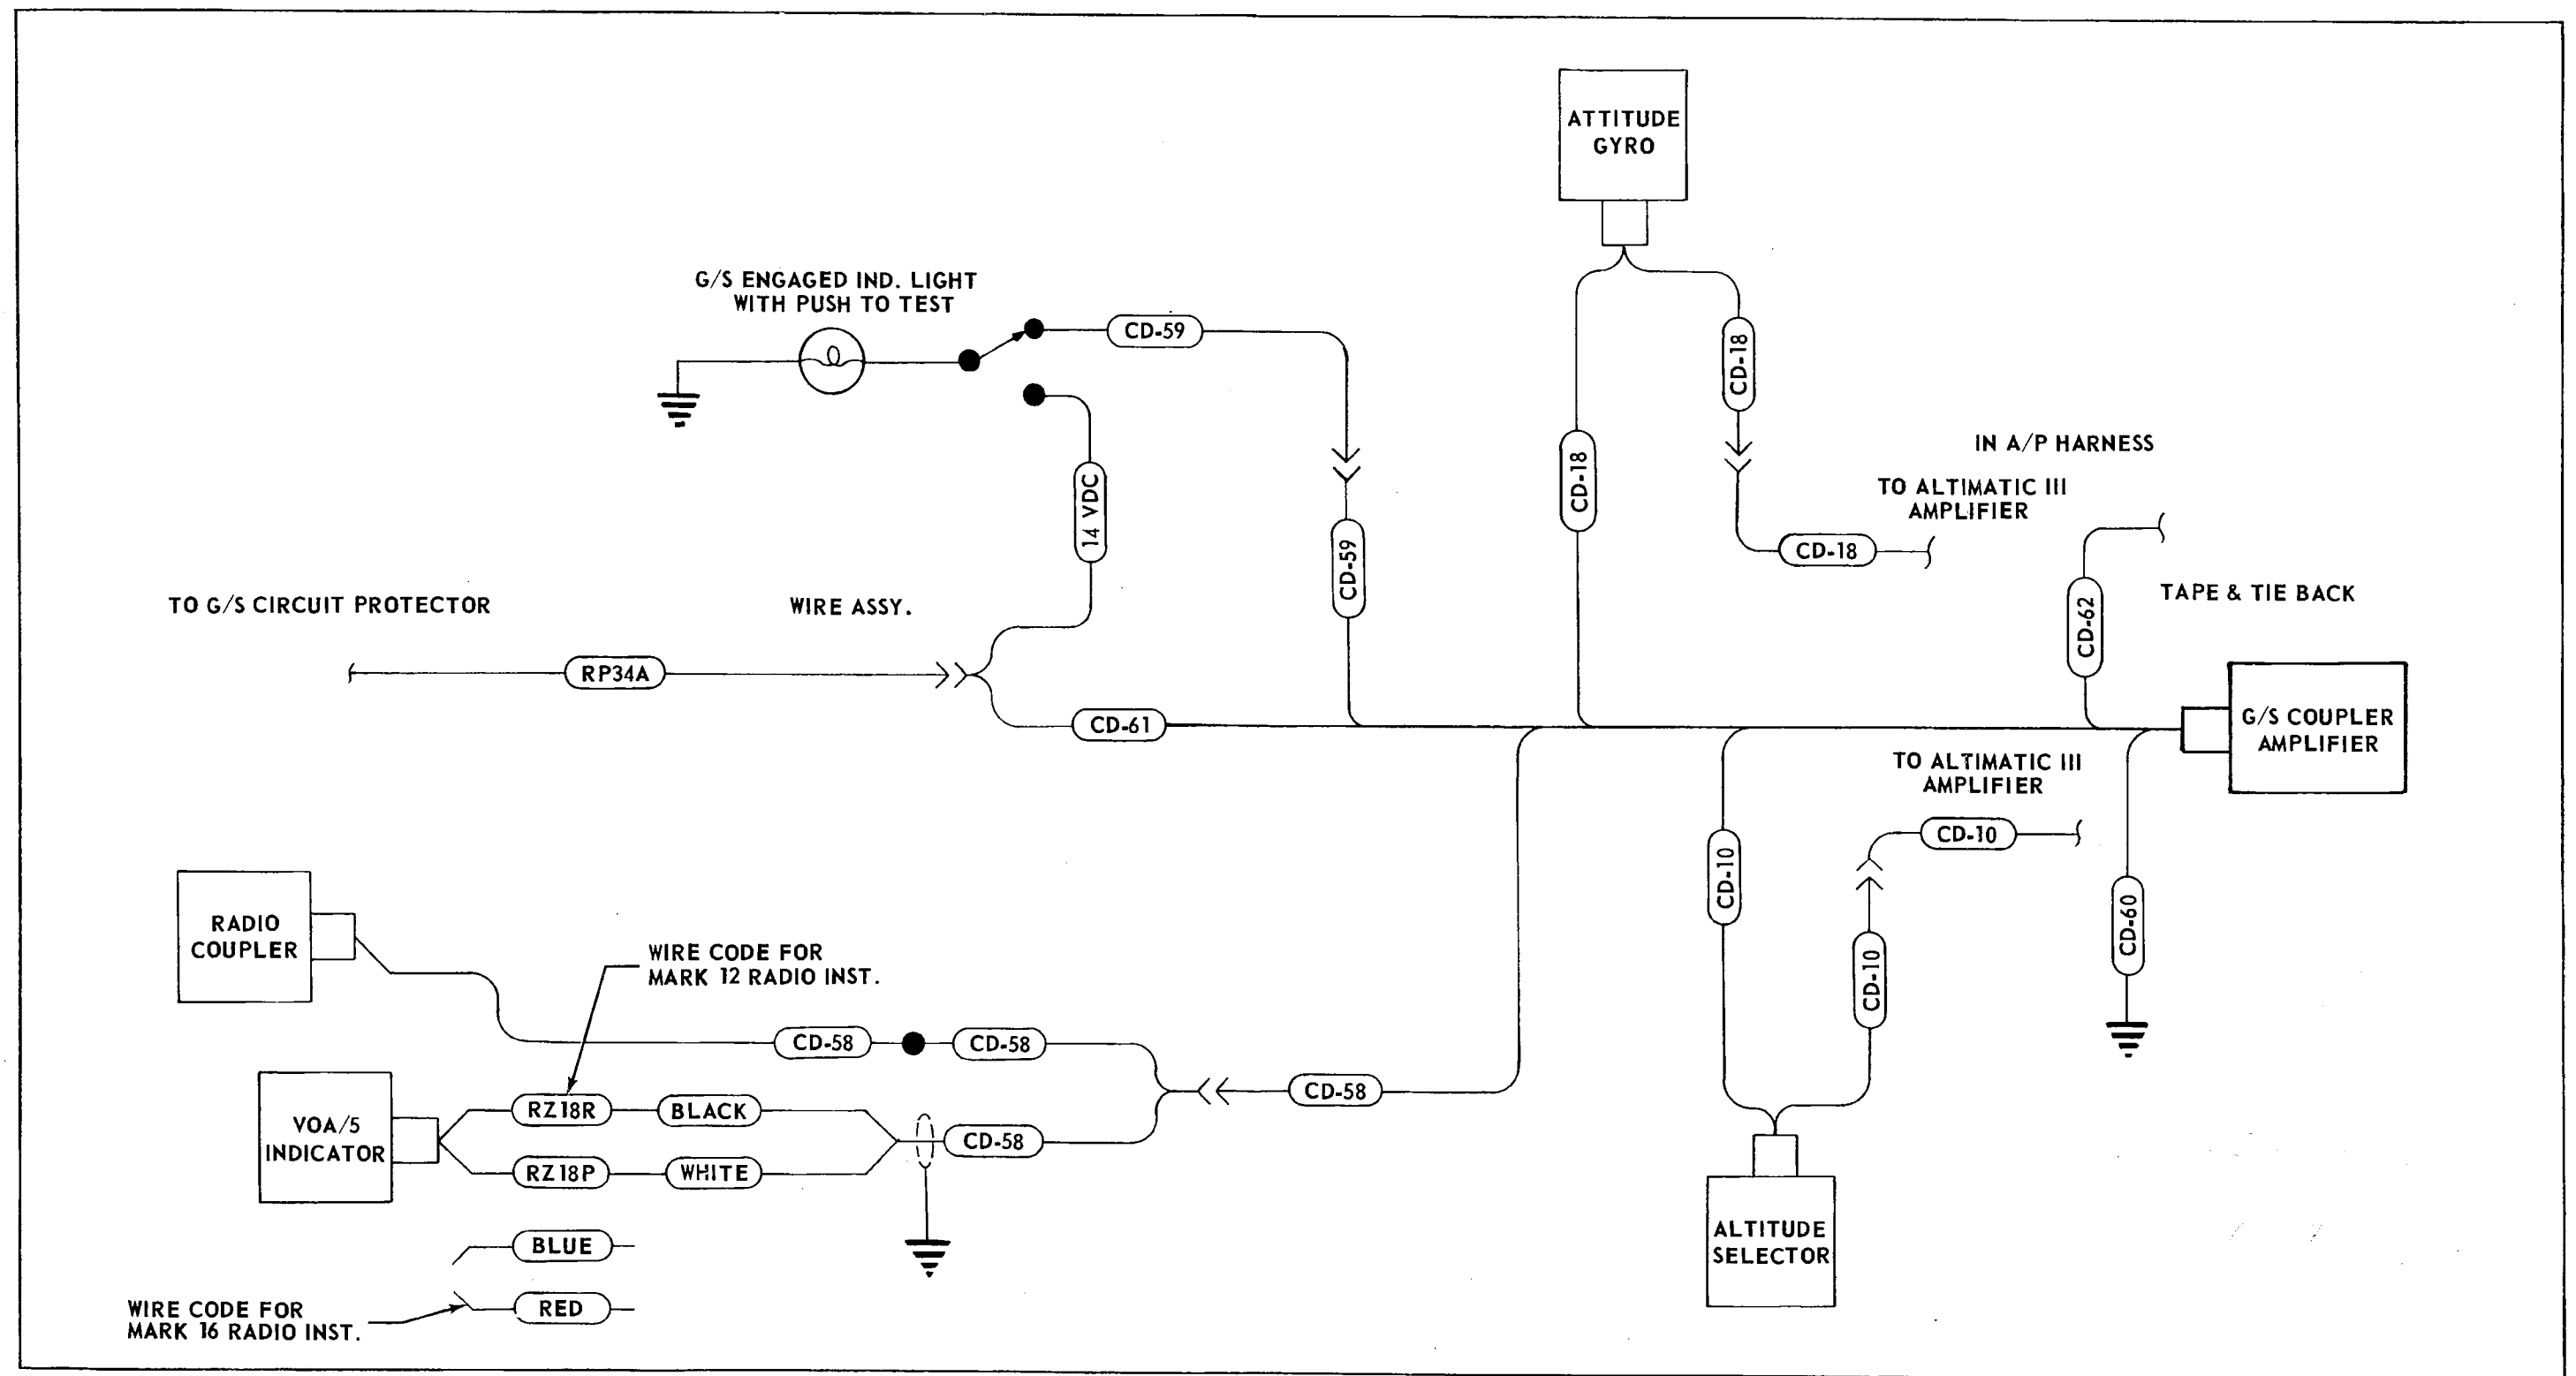 ATTITUDE
GYRO
G/S ENGAGED IND. LIGHT
WITH PUSH TO TEST
CD-59
CD-18
IN A/P HARNESS
CD-18
14 VDC
TO ALTIMATIC III
AMPLIFIER
CD-59
CD-18
TO G/S CIRCUIT PROTECTOR
WIRE ASSY.
CD-62
TAPE & TIE BACK
RP34A
CD-61
G/S COUPLER
AMPLIFIER
TO ALTIMATIC III
AMPLIFIER
CD-10
CD-10
CD-60
RADIO
COUPLER
WIRE CODE FOR
MARK 12 RADIO INST.
CD-10
CD-58
CD-58
CD-58
VOA/5
INDICATOR
RZ18R
BLACK
CD-58
RZ18P
WHITE
BLUE
ALTITUDE
SELECTOR
WIRE CODE FOR
MARK 16 RADIO INST.
RED